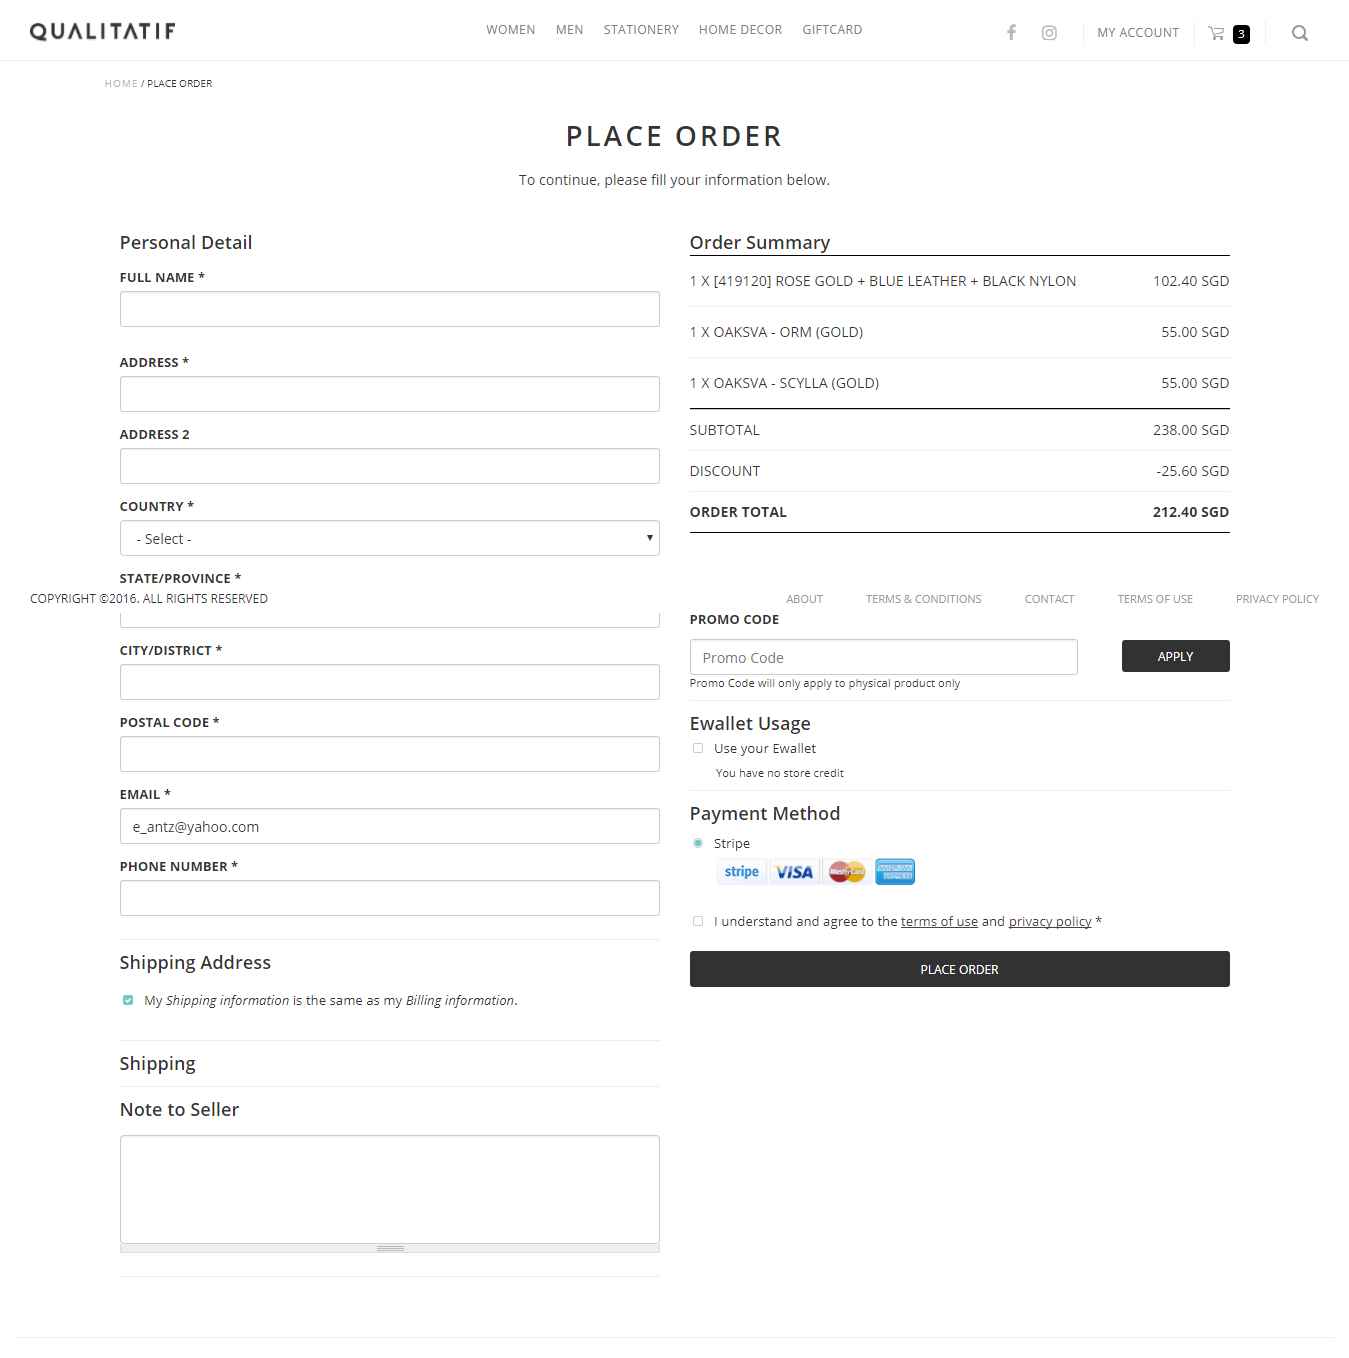 QUALITATIF
WOMEN MEN STATIONERY HOME DECOR GIFTCARD
MY ACCOUNT 3
HOME / PLACE ORDER
PLACE ORDER
To continue, please fill your information below.
Personal Detail
FULL NAME *
ADDRESS *
ADDRESS 2
COUNTRY *
- Select -
STATE/PROVINCE *
COPYRIGHT ©2016. ALL RIGHTS RESERVED
CITY/DISTRICT *
POSTAL CODE *
EMAIL *
e_antz@yahoo.com
PHONE NUMBER *
Shipping Address
My Shipping information is the same as my Billing information.
Shipping
Note to Seller
Order Summary
1 X [419120] ROSE GOLD + BLUE LEATHER + BLACK NYLON 102.40 SGD
1 X OAKSVA - ORM (GOLD) 55.00 SGD
1 X OAKSVA - SCYLLA (GOLD) 55.00 SGD
SUBTOTAL 238.00 SGD
DISCOUNT -25.60 SGD
ORDER TOTAL 212.40 SGD
ABOUT TERMS & CONDITIONS CONTACT TERMS OF USE PRIVACY POLICY
PROMO CODE
Promo Code APPLY
Promo Code will only apply to physical product only
Ewallet Usage
Use your Ewallet
You have no store credit
Payment Method
Stripe
stripe VISA MasterCard
I understand and agree to the terms of use and privacy policy *
PLACE ORDER